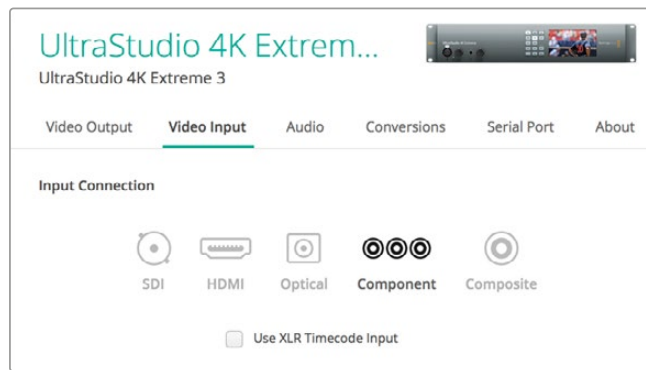 UltraStudio 4K Extrem...
UltraStudio 4K Extreme 3
Video Output Video Input Audio Conversions Serial Port About
Input Connection
SDI HDMI Optical Component Composite
Use XLR Timecode Input